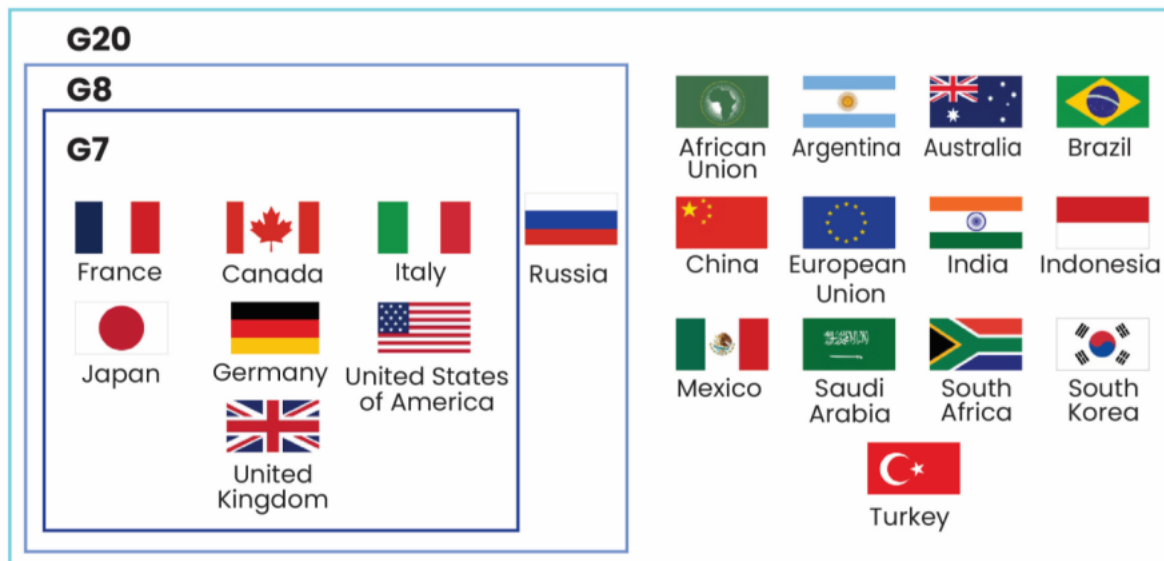 G20
G8
G7
France
Canada
Italy
Russia
Japan
Germany
United States
of America
United
Kingdom
African
Union
Argentina
Australia
Brazil
China
European
Union
India
Indonesia
Mexico
Saudi
Arabia
South
Africa
South
Korea
Turkey